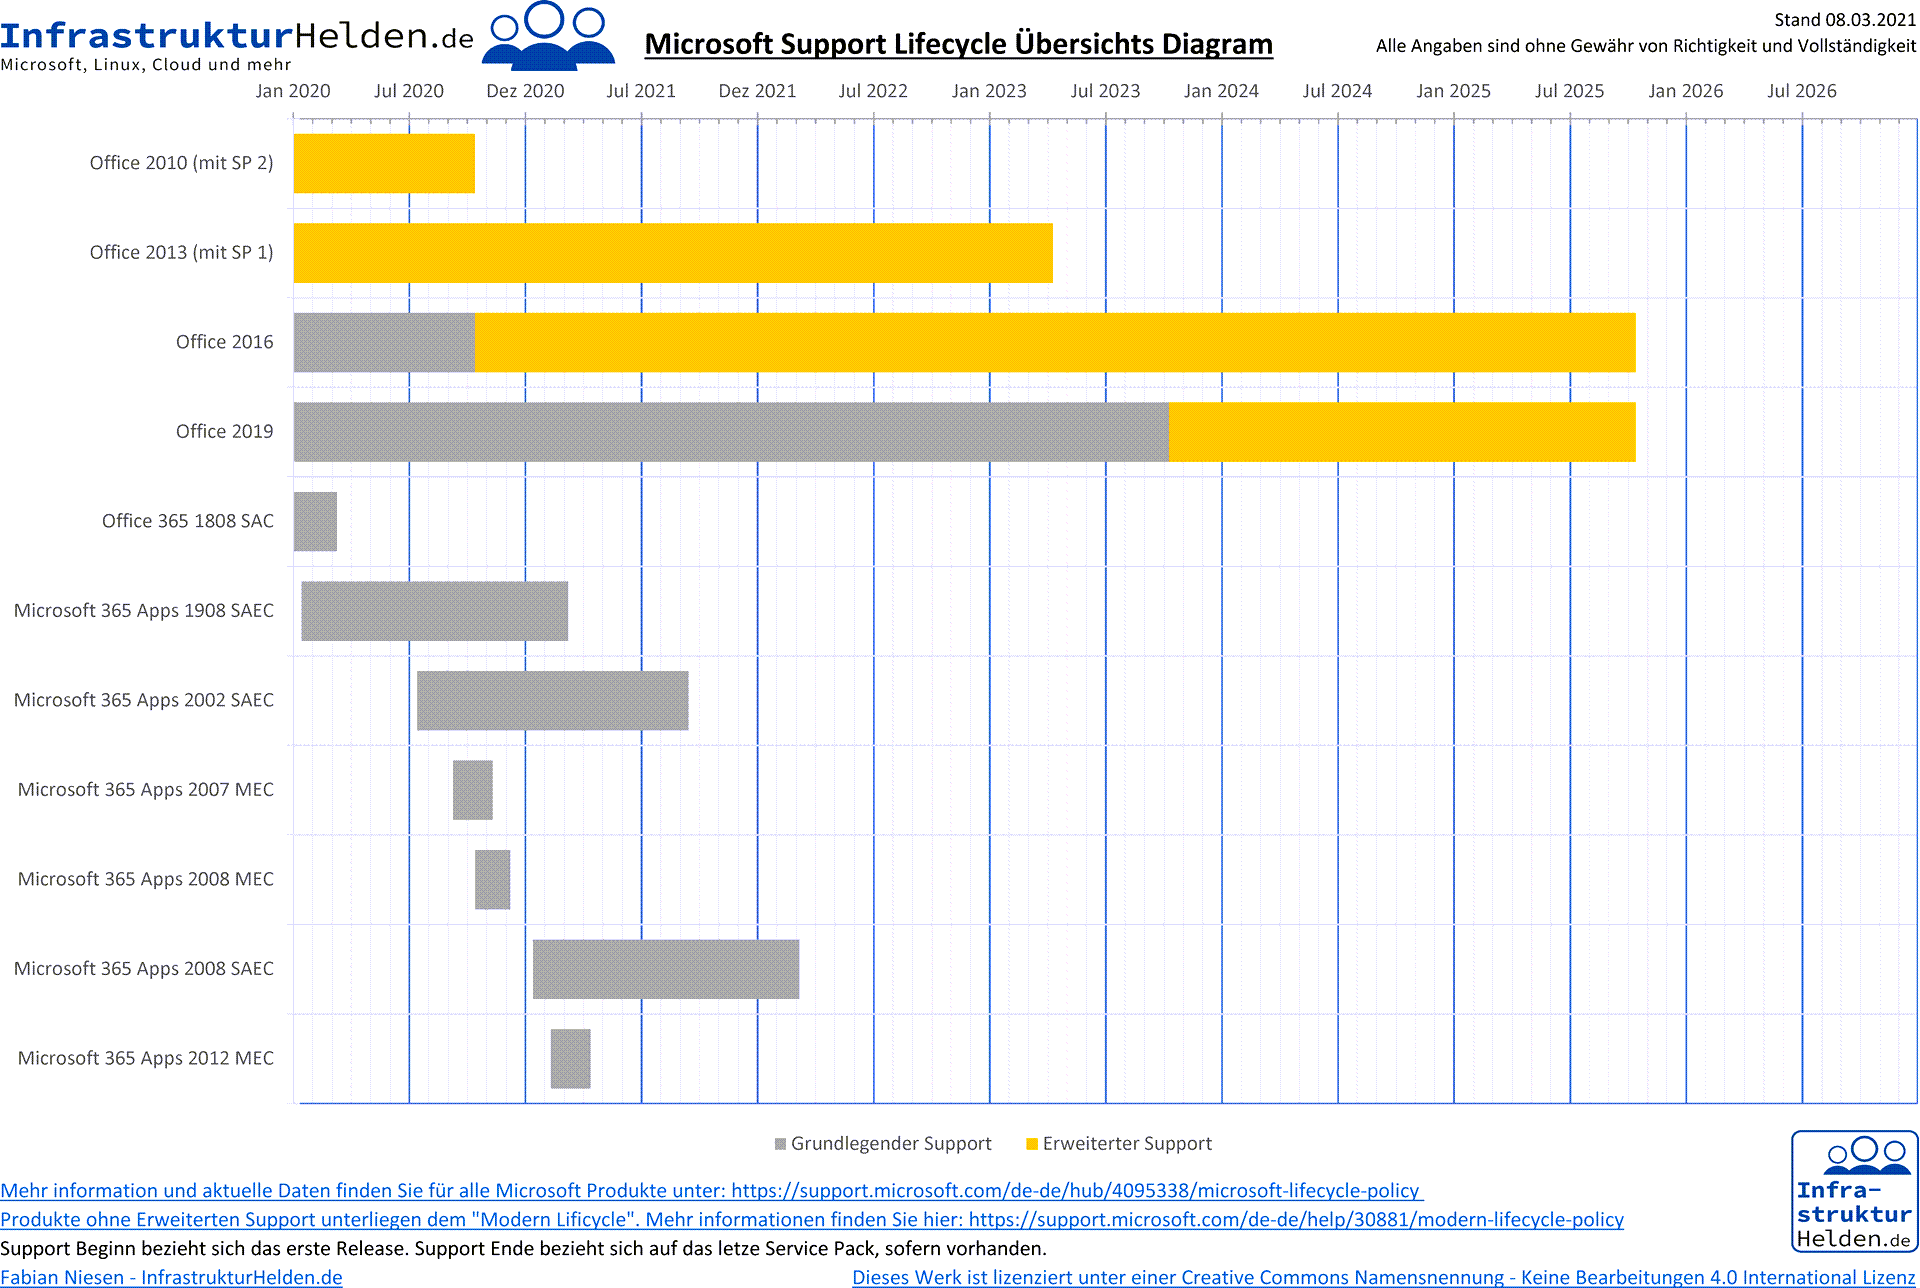 InfrastrukturHelden.de
Microsoft, Linux, Cloud und mehr
Microsoft Support Lifecycle Übersichts Diagram
Stand 08.03.2021
Alle Angaben sind ohne Gewähr von Richtigkeit und Vollständigkeit
Jan 2020 Jul 2020 Dez 2020 Jul 2021 Dez 2021 Jul 2022 Jan 2023 Jul 2023 Jan 2024 Jul 2024 Jan 2025 Jul 2025 Jan 2026 Jul 2026
Office 2010 (mit SP 2)
Office 2013 (mit SP 1)
Office 2016
Office 2019
Office 365 1808 SAC
Microsoft 365 Apps 1908 SAEC
Microsoft 365 Apps 2002 SAEC
Microsoft 365 Apps 2007 MEC
Microsoft 365 Apps 2008 MEC
Microsoft 365 Apps 2008 SAEC
Microsoft 365 Apps 2012 MEC
Grundlegender Support Erweiterter Support
Mehr information und aktuelle Daten finden Sie für alle Microsoft Produkte unter: https://support.microsoft.com/de-de/hub/4095338/microsoft-lifecycle-policy
Produkte ohne Erweiterten Support unterliegen dem "Modern Lificycle". Mehr informationen finden Sie hier: https://support.microsoft.com/de-de/help/30881/modern-lifecycle-policy
Support Beginn bezieht sich das erste Release. Support Ende bezieht sich auf das letze Service Pack, sofern vorhanden.
Fabian Niesen - InfrastrukturHelden.de
Dieses Werk ist lizenziert unter einer Creative Commons Namensnennung - Keine Bearbeitungen 4.0 International Lizenz
Infra-
struktur
Helden.de